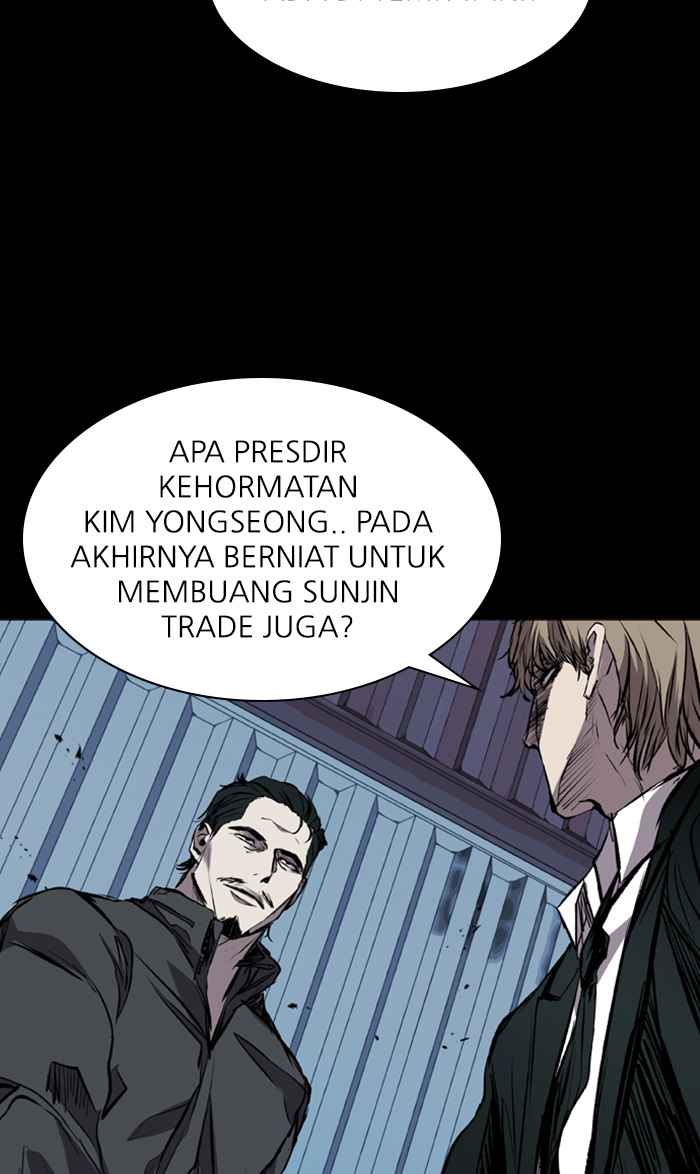 APA PRESDIR
KEHORMATAN
KIM YONGSEONG.. PADA
AKHIRNYA BERNIAT UNTUK
MEMBUANG SUNJIN
TRADE JUGA?